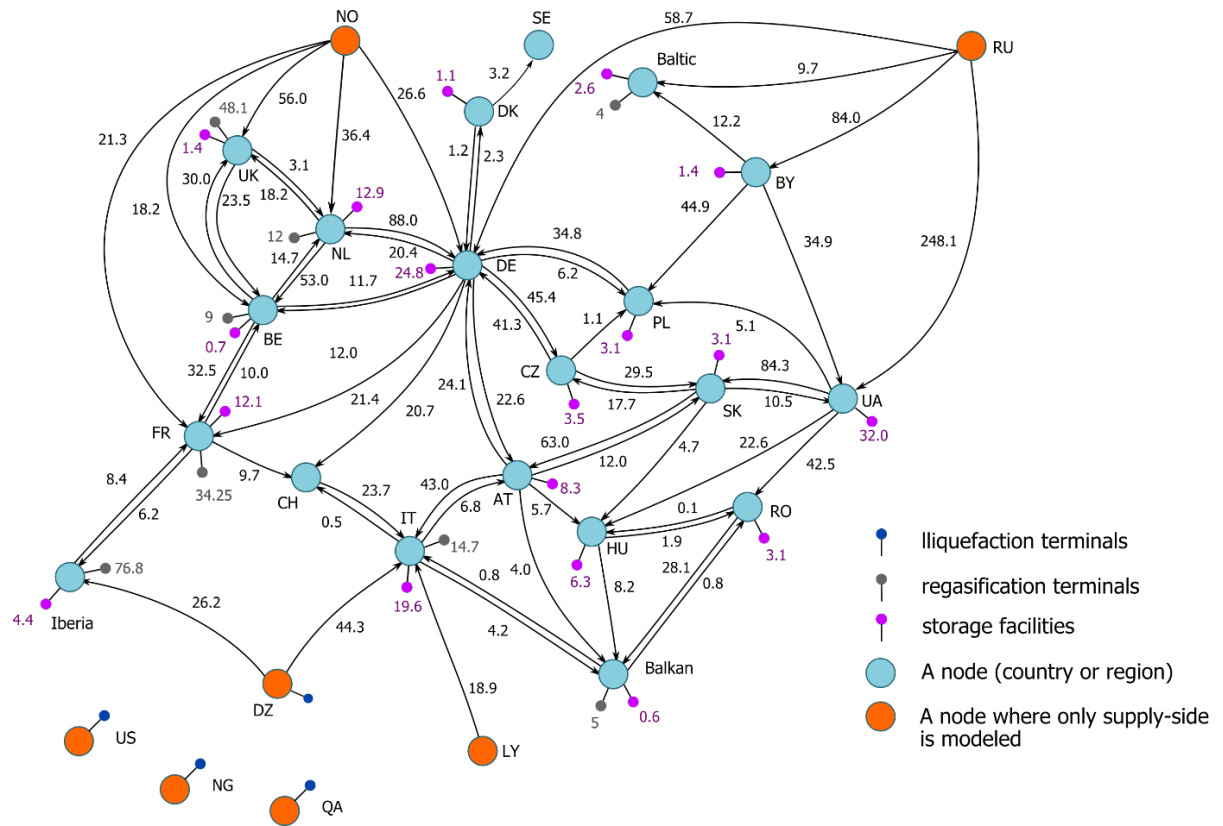 NO
SE
58.7
RU
Baltic
3.2
1.1
9.7
2.6
26.6
48.1
56.0
4
DK
84.0
21.3
36.4
12.2
1.4
3.1
1.2
2.3
1.4
BY
UK
30.0
18.2
12.9
23.5
44.9
18.2
88.0
34.8
12
NL
34.9
248.1
14.7
20.4
DE
24.8
6.2
53.0
11.7
45.4
9
1.1
PL
5.1
BE
41.3
3.1
0.7
3.1
12.0
84.3
32.5
10.0
CZ
29.5
SK
24.1
22.6
17.7
10.5
UA
21.4
12.1
3.5
20.7
32.0
FR
63.0
4.7
22.6
12.0
42.5
8.4
9.7
23.7
43.0
AT
8.3
34.25
CH
IT
6.8
5.7
0.1
RO
6.2
0.5
14.7
HU
1.9
3.1
lliquefaction terminals
0.8
28.1
76.8
6.3
8.2
0.8
4.0
regasification terminals
26.2
19.6
4.4
Iberia
4.2
storage facilities
44.3
Balkan
A node (country or region)
18.9
DZ
5
0.6
A node where only supply-side
is modeled
US
LY
NG
QA